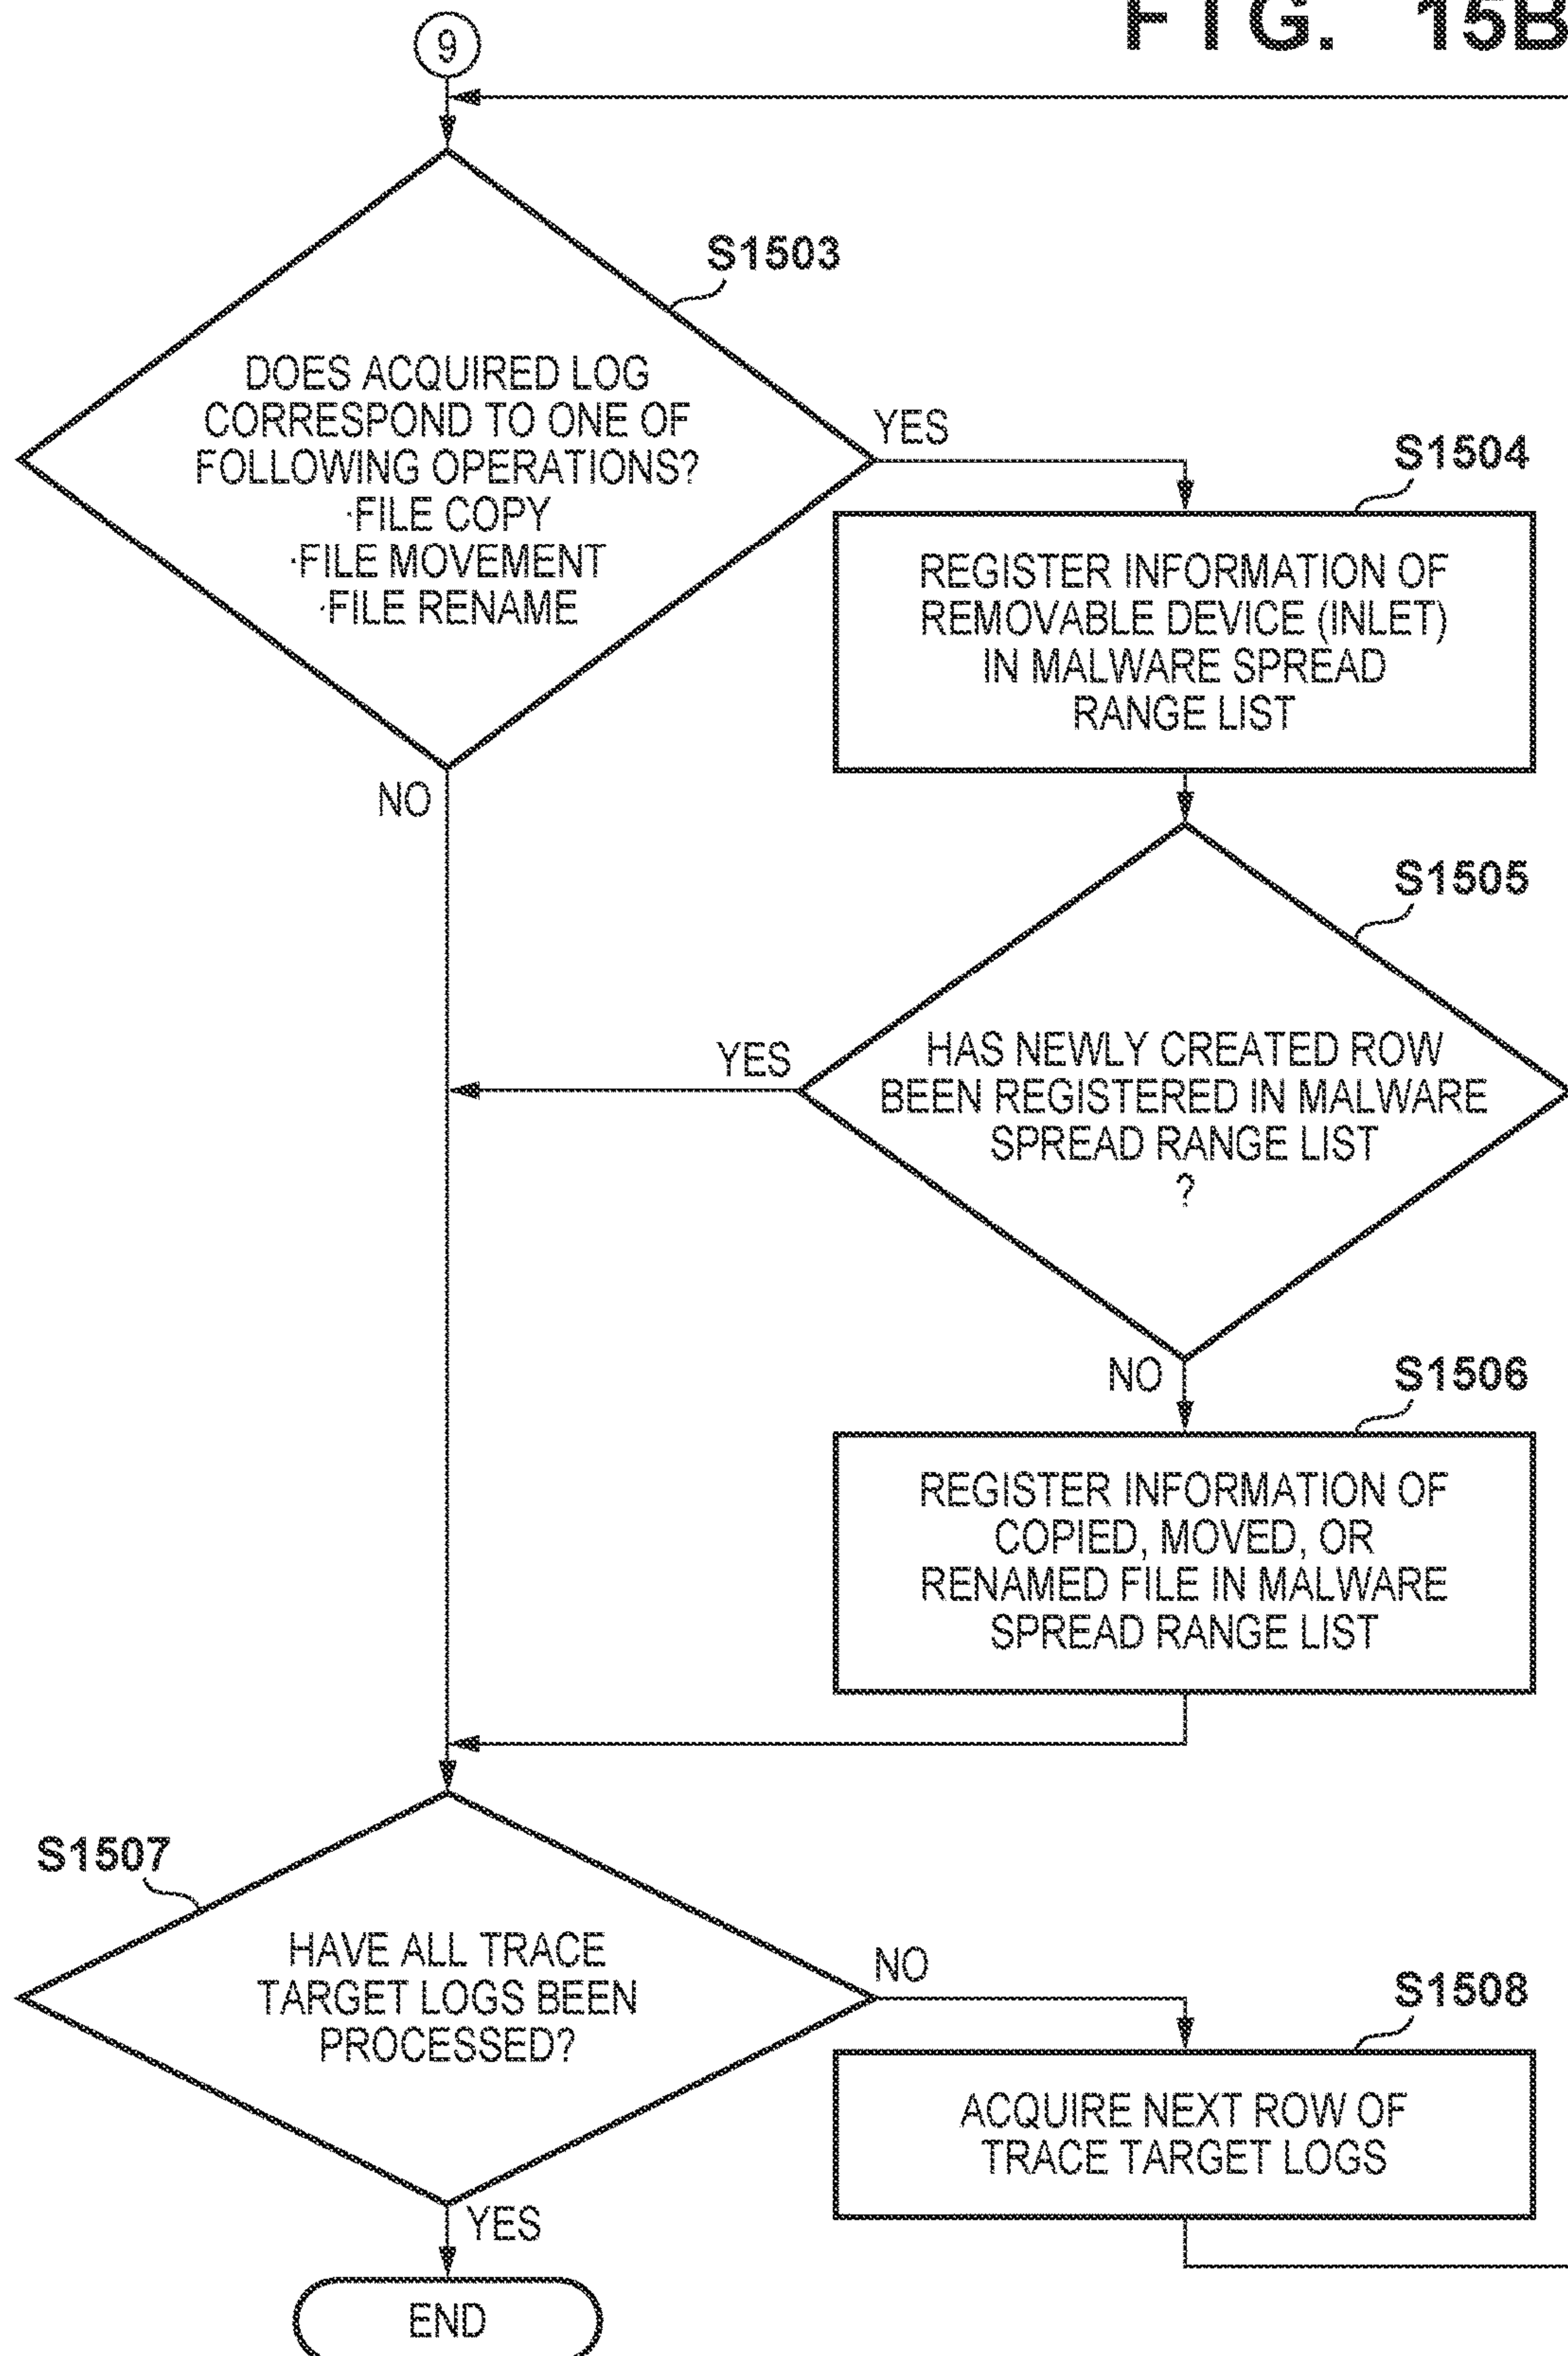 FIG. 15B
9
S1503
DOES ACQUIRED LOG
CORRESPOND TO ONE OF
FOLLOWING OPERATIONS?
·FILE COPY
·FILE MOVEMENT
·FILE RENAME
YES
NO
S1504
REGISTER INFORMATION OF
REMOVABLE DEVICE (INLET)
IN MALWARE SPREAD
RANGE LIST
S1505
HAS NEWLY CREATED ROW
BEEN REGISTERED IN MALWARE
SPREAD RANGE LIST
?
YES
NO
S1506
REGISTER INFORMATION OF
COPIED, MOVED, OR
RENAMED FILE IN MALWARE
SPREAD RANGE LIST
S1507
HAVE ALL TRACE
TARGET LOGS BEEN
PROCESSED?
NO
S1508
ACQUIRE NEXT ROW OF
TRACE TARGET LOGS
YES
END